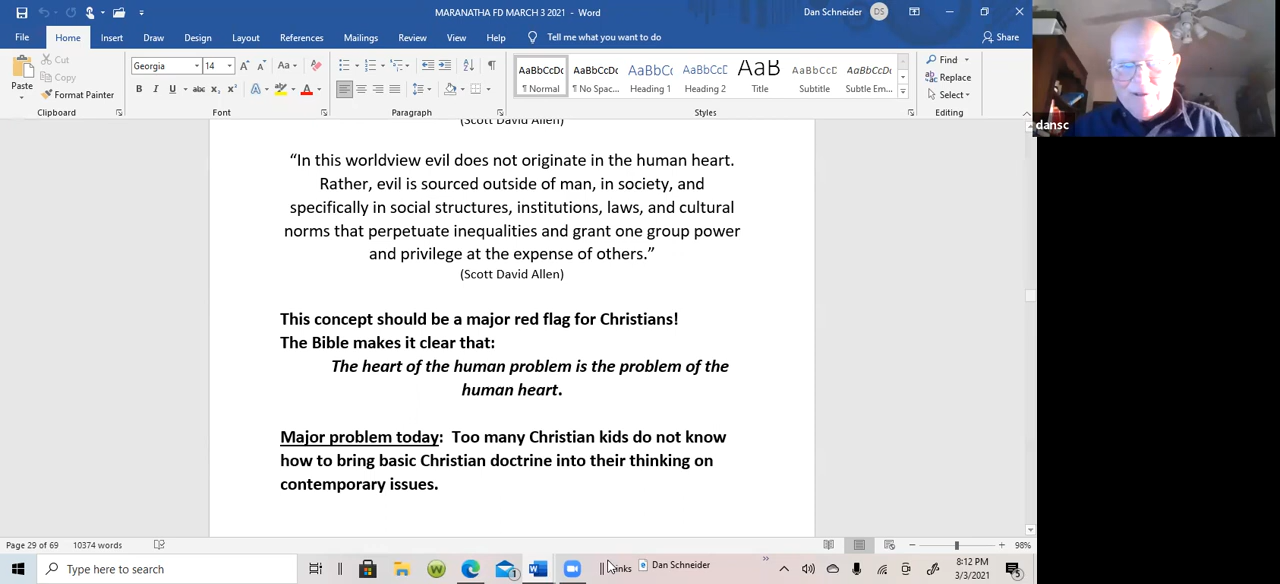 MARANATHA FD MARCH 3 2021 - Word
Dan Schneider DS
File Home Insert Draw Design Layout References Mailings Review View Help Tell me what you want to do Share
Paste Cut
Copy
Format Painter
Clipboard
Georgia 14
Font
Paragraph
AaBbCcDc AaBbCcDc AaBbCc AaBbCcD AaB AaBbCcD AaBbCcDc
¶ Normal ¶ No Spac... Heading 1 Heading 2 Title Subtitle Subtle Em...
Styles
Find
Replace
Select
Editing
dansc
(Scott David Allen)
“In this worldview evil does not originate in the human heart.
Rather, evil is sourced outside of man, in society, and
specifically in social structures, institutions, laws, and cultural
norms that perpetuate inequalities and grant one group power
and privilege at the expense of others.”
(Scott David Allen)
This concept should be a major red flag for Christians!
The Bible makes it clear that:
The heart of the human problem is the problem of the
human heart.
Major problem today: Too many Christian kids do not know
how to bring basic Christian doctrine into their thinking on
contemporary issues.
Page 29 of 69 10374 words
98%
Type here to search
Dan Schneider
8:12 PM
3/3/2021